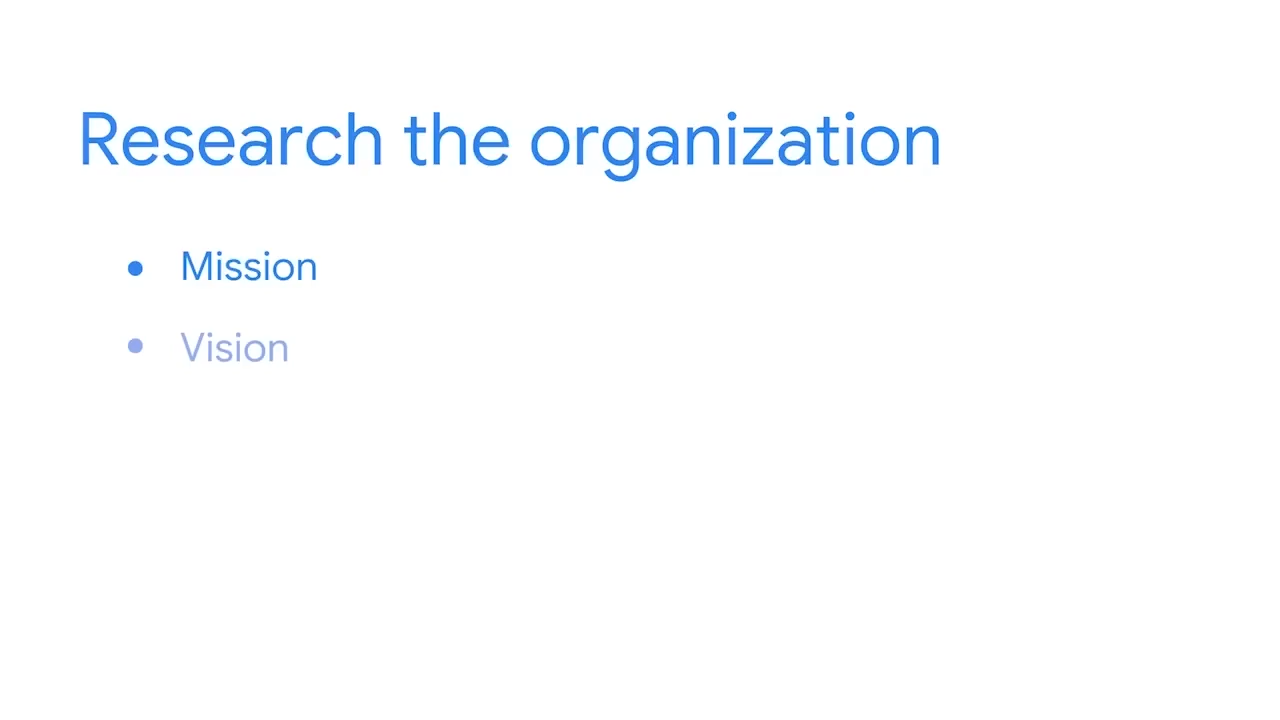 Research the organization
• Mission
• Vision